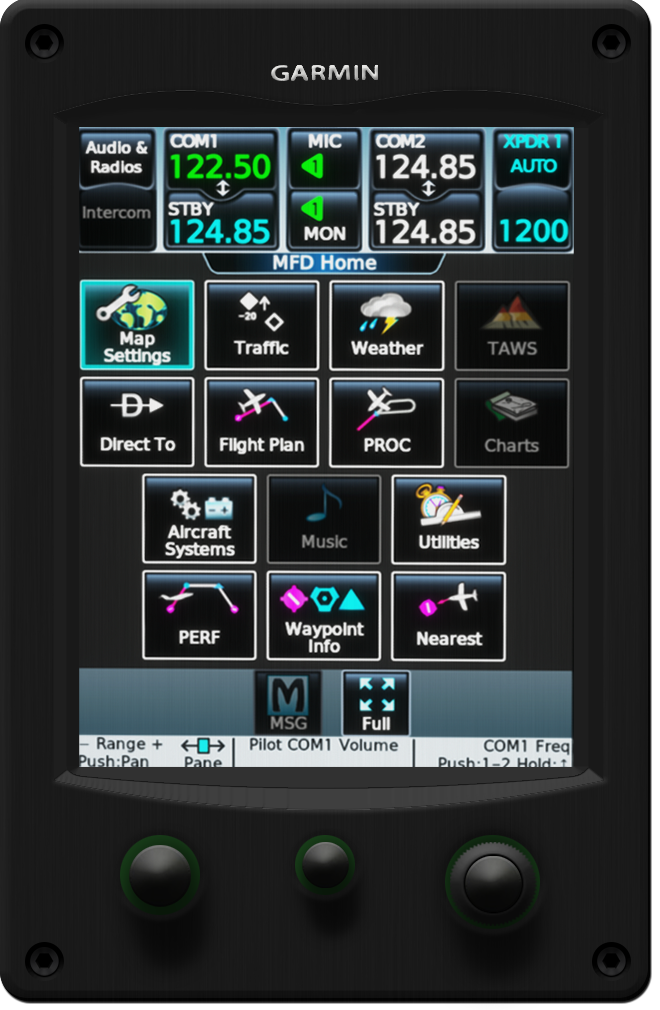 GARMIN
Audio &
Radios
Intercom
COM1
122.50
STBY
124.85
MIC
1
1
MON
COM2
124.85
STBY
124.85
XPDR 1
AUTO
1200
MFD Home
Map
Settings
-20
Traffic
Weather
TAWS
D
Direct To
Flight Plan
PROC
Charts
Aircraft
Systems
Music
Utilities
PERF
Waypoint
Info
Nearest
M
MSG
Full
– Range +
Push:Pan
Pane
Pilot COM1 Volume
COM1 Freq
Push:1–2 Hold:↕